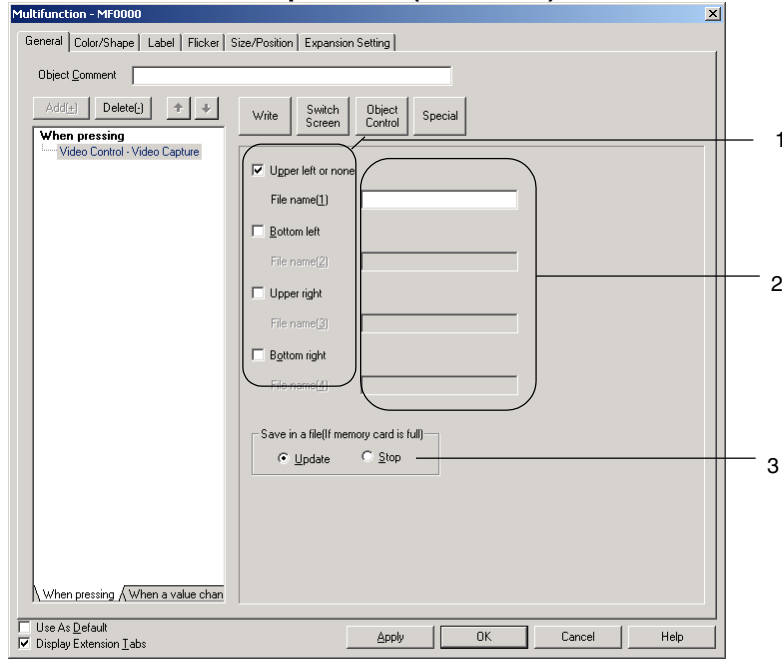 Multifunction - MF0000
General Color/Shape Label Flicker Size/Position Expansion Setting
Object Comment
Add(+) Delete(-)
Write Switch Screen Object Control Special
When pressing
Video Control - Video Capture
1
Upper left or none
File name(1)
Bottom left
File name(2)
2
Upper right
File name(3)
Bottom right
File name(4)
Save in a file(If memory card is full)
Update Stop
3
When pressing When a value chan
Use As Default
Display Extension Tabs
Apply OK Cancel Help